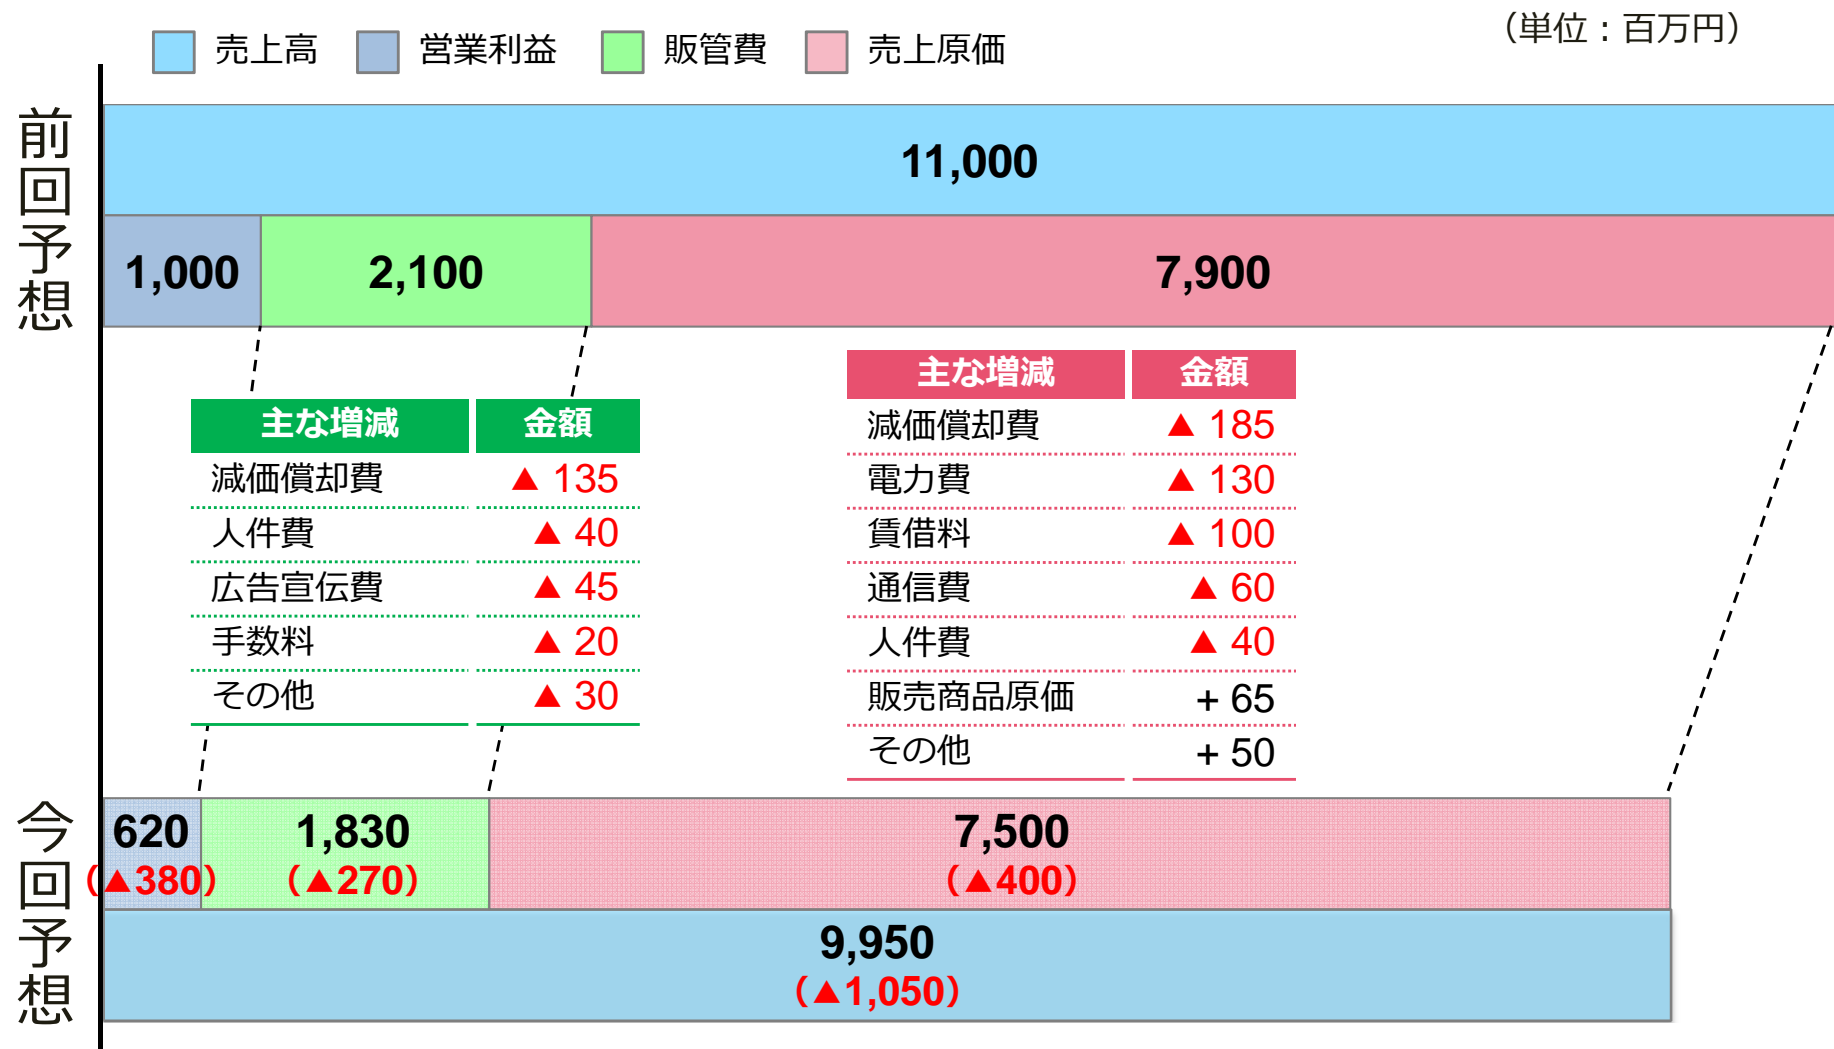 （単位：百万円）
売上高 営業利益 販管費 売上原価
前回予想
11,000
1,000 2,100 7,900
主な増減 金額
減価償却費 ▲ 135
人件費 ▲ 40
広告宣伝費 ▲ 45
手数料 ▲ 20
その他 ▲ 30
主な増減 金額
減価償却費 ▲ 185
電力費 ▲ 130
賃借料 ▲ 100
通信費 ▲ 60
人件費 ▲ 40
販売商品原価 + 65
その他 + 50
今回予想
620 1,830 7,500
（▲380） （▲270） （▲400）
9,950
（▲1,050）